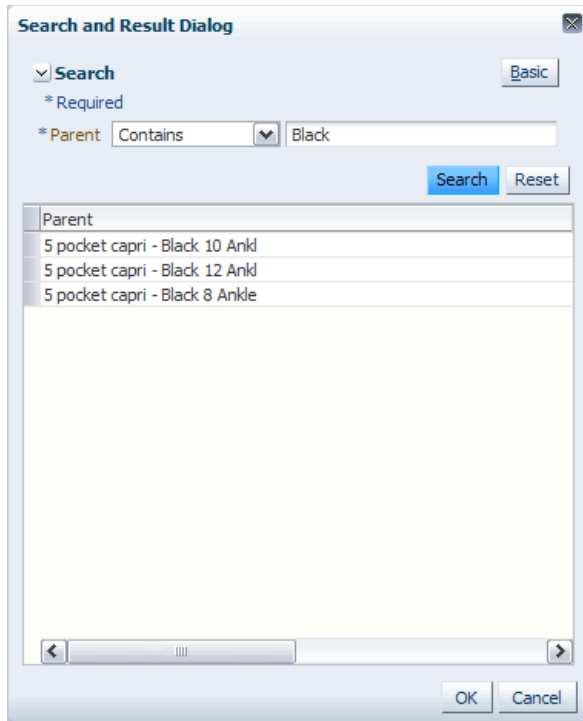 Search and Result Dialog
Search
Basic
* Required
* Parent Contains Black
Search Reset
Parent
5 pocket capri - Black 10 Ankl
5 pocket capri - Black 12 Ankl
5 pocket capri - Black 8 Ankle
OK Cancel